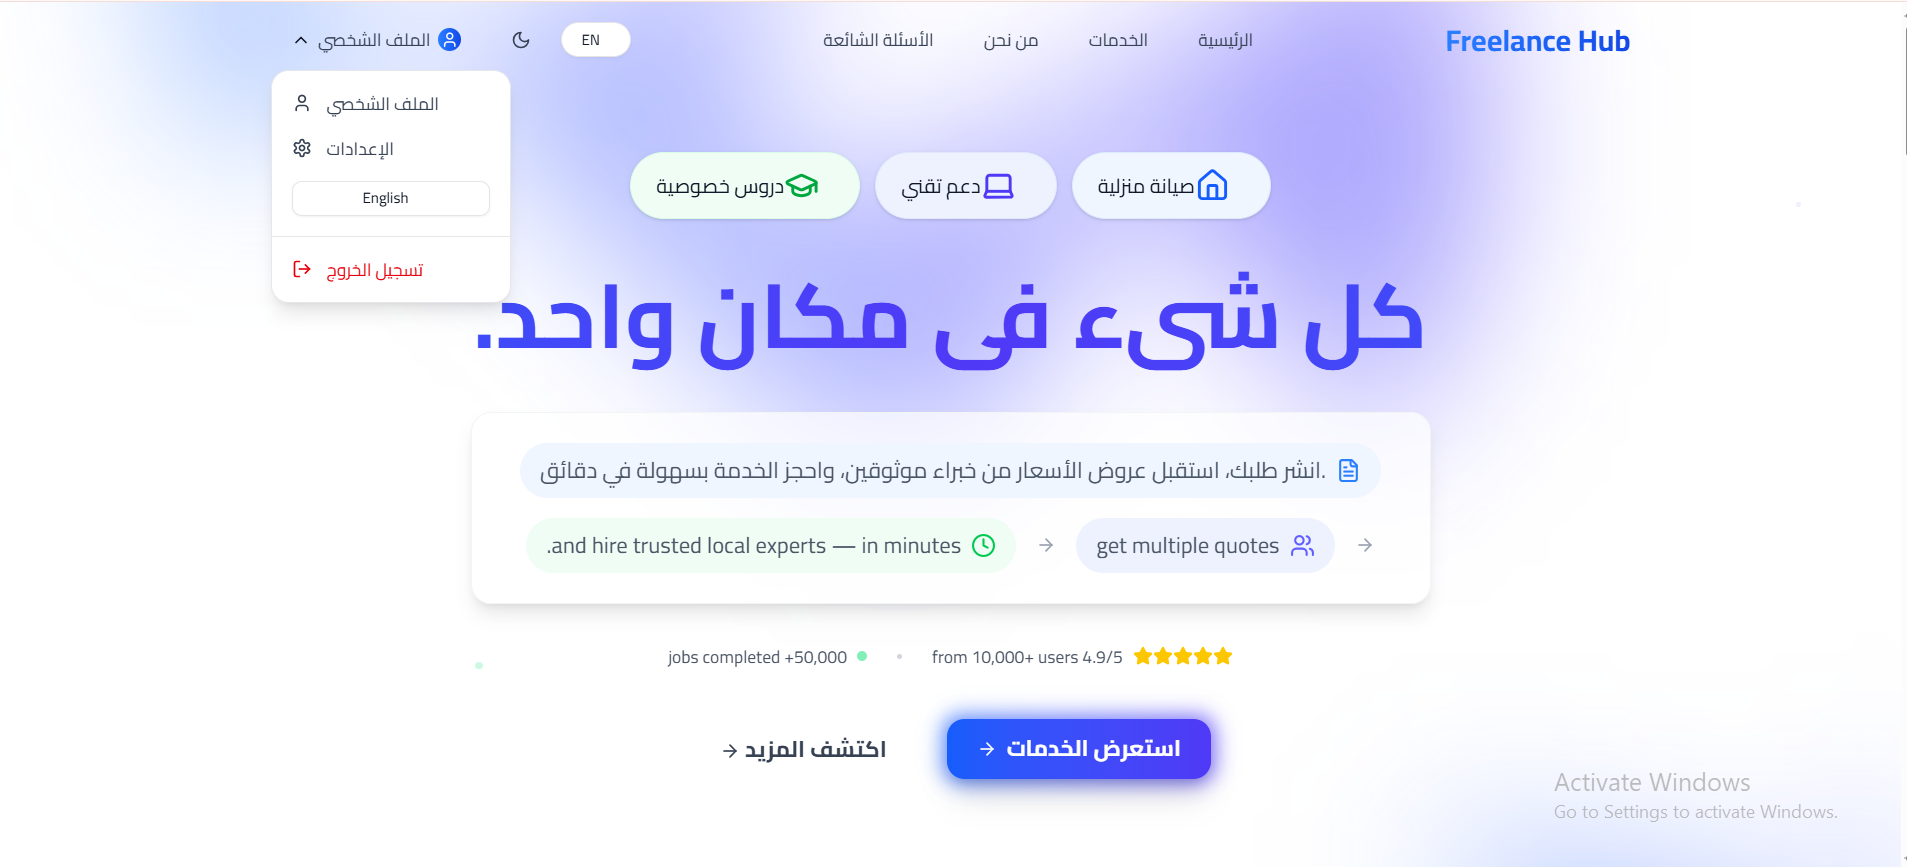 Freelance Hub
الرئيسية
الخدمات
من نحن
الأسئلة الشائعة
EN
الملف الشخصي
الملف الشخصي
الإعدادات
English
تسجيل الخروج
صيانة منزلية
دعم تقني
دروس خصوصية
كل شىء فى مكان واحد.
انشر طلبك، استقبل عروض الأسعار من خبراء موثوقين، واحجز الخدمة بسهولة في دقائق.
get multiple quotes
and hire trusted local experts — in minutes.
4.9/5 from 10,000+ users
50,000+ jobs completed
استعرض الخدمات
اكتشف المزيد
Activate Windows
Go to Settings to activate Windows.